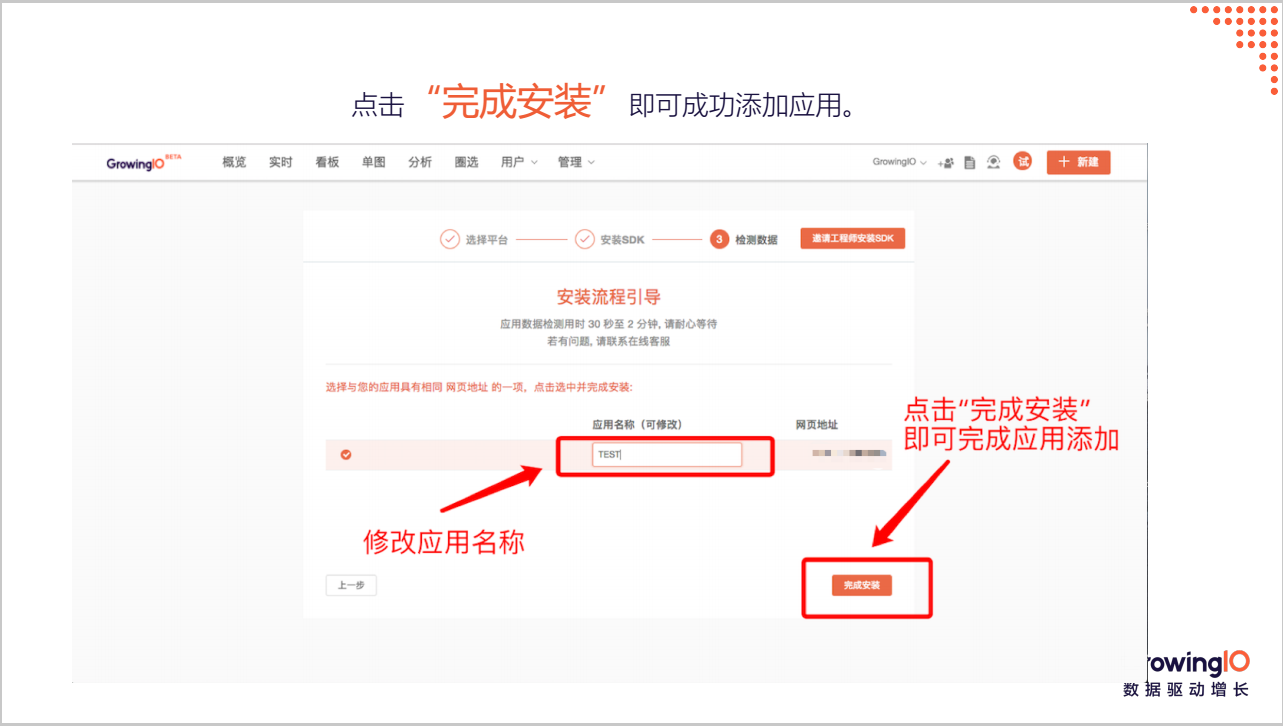 点击 “完成安装” 即可成功添加应用。
GrowingIO BETA 概览 实时 看板 单图 分析 圈选 用户 管理 GrowingIO 试 + 新建
选择平台 安装SDK 3 检测数据 邀请工程师安装SDK
安装流程引导
应用数据检测用时 30 秒至 2 分钟, 请耐心等待
若有问题, 请联系在线客服
选择与您的应用具有相同 网页地址 的一项，点击选中并完成安装:
应用名称（可修改） 网页地址
TEST
点击“完成安装”
即可完成应用添加
修改应用名称
上一步 完成安装
rowingIO
数据驱动增长